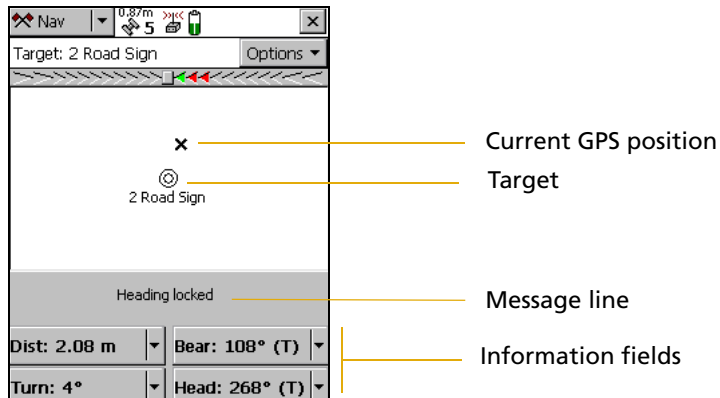 Nav 0.87m 5
Target: 2 Road Sign Options
Current GPS position
Target
2 Road Sign
Heading locked
Message line
Dist: 2.08 m Bear: 108° (T)
Information fields
Turn: 4° Head: 268° (T)